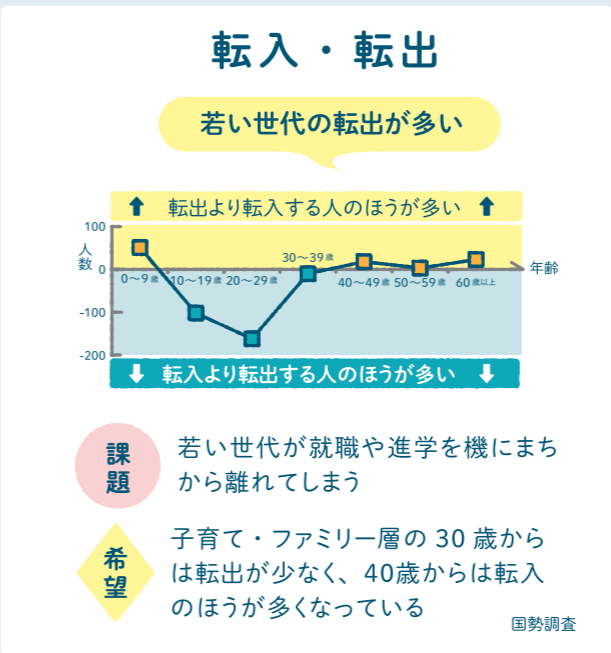 転入・転出
若い世代の転出が多い
↑ 転出より転入する人のほうが多い ↑
人数
100
0
-100
-200
0〜9歳
10〜19歳
20〜29歳
30〜39歳
40〜49歳
50〜59歳
60歳以上
年齢
↓ 転入より転出する人のほうが多い ↓
課題
若い世代が就職や進学を機にまち
から離れてしまう
希望
子育て・ファミリー層の30歳から
は転出が少なく、40歳からは転入
のほうが多くなっている
国勢調査